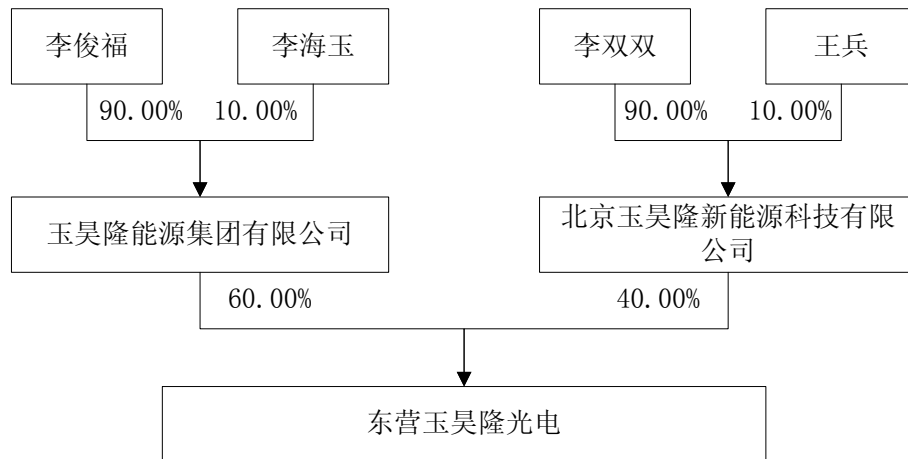 李俊福
李海玉
李双双
王兵
90.00%
10.00%
90.00%
10.00%
玉昊隆能源集团有限公司
北京玉昊隆新能源科技有限
公司
60.00%
40.00%
东营玉昊隆光电